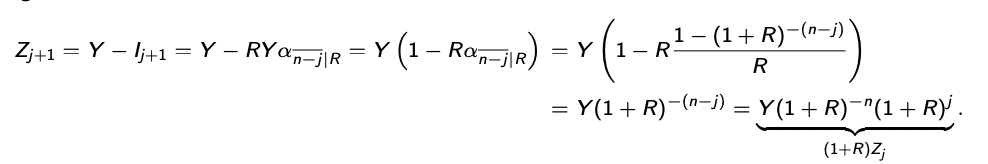 Z_{j+1} = Y − I_{j+1} = Y − RYα_{\overline{n−j}|R} = Y (1 − Rα_{\overline{n−j}|R}) = Y (1 − R \frac{1 − (1 + R)^{−(n−j)}}{R})
= Y(1 + R)^{−(n−j)} = \underbrace{Y(1 + R)^{−n}(1 + R)^{j}}_{(1+R)Z_j} .